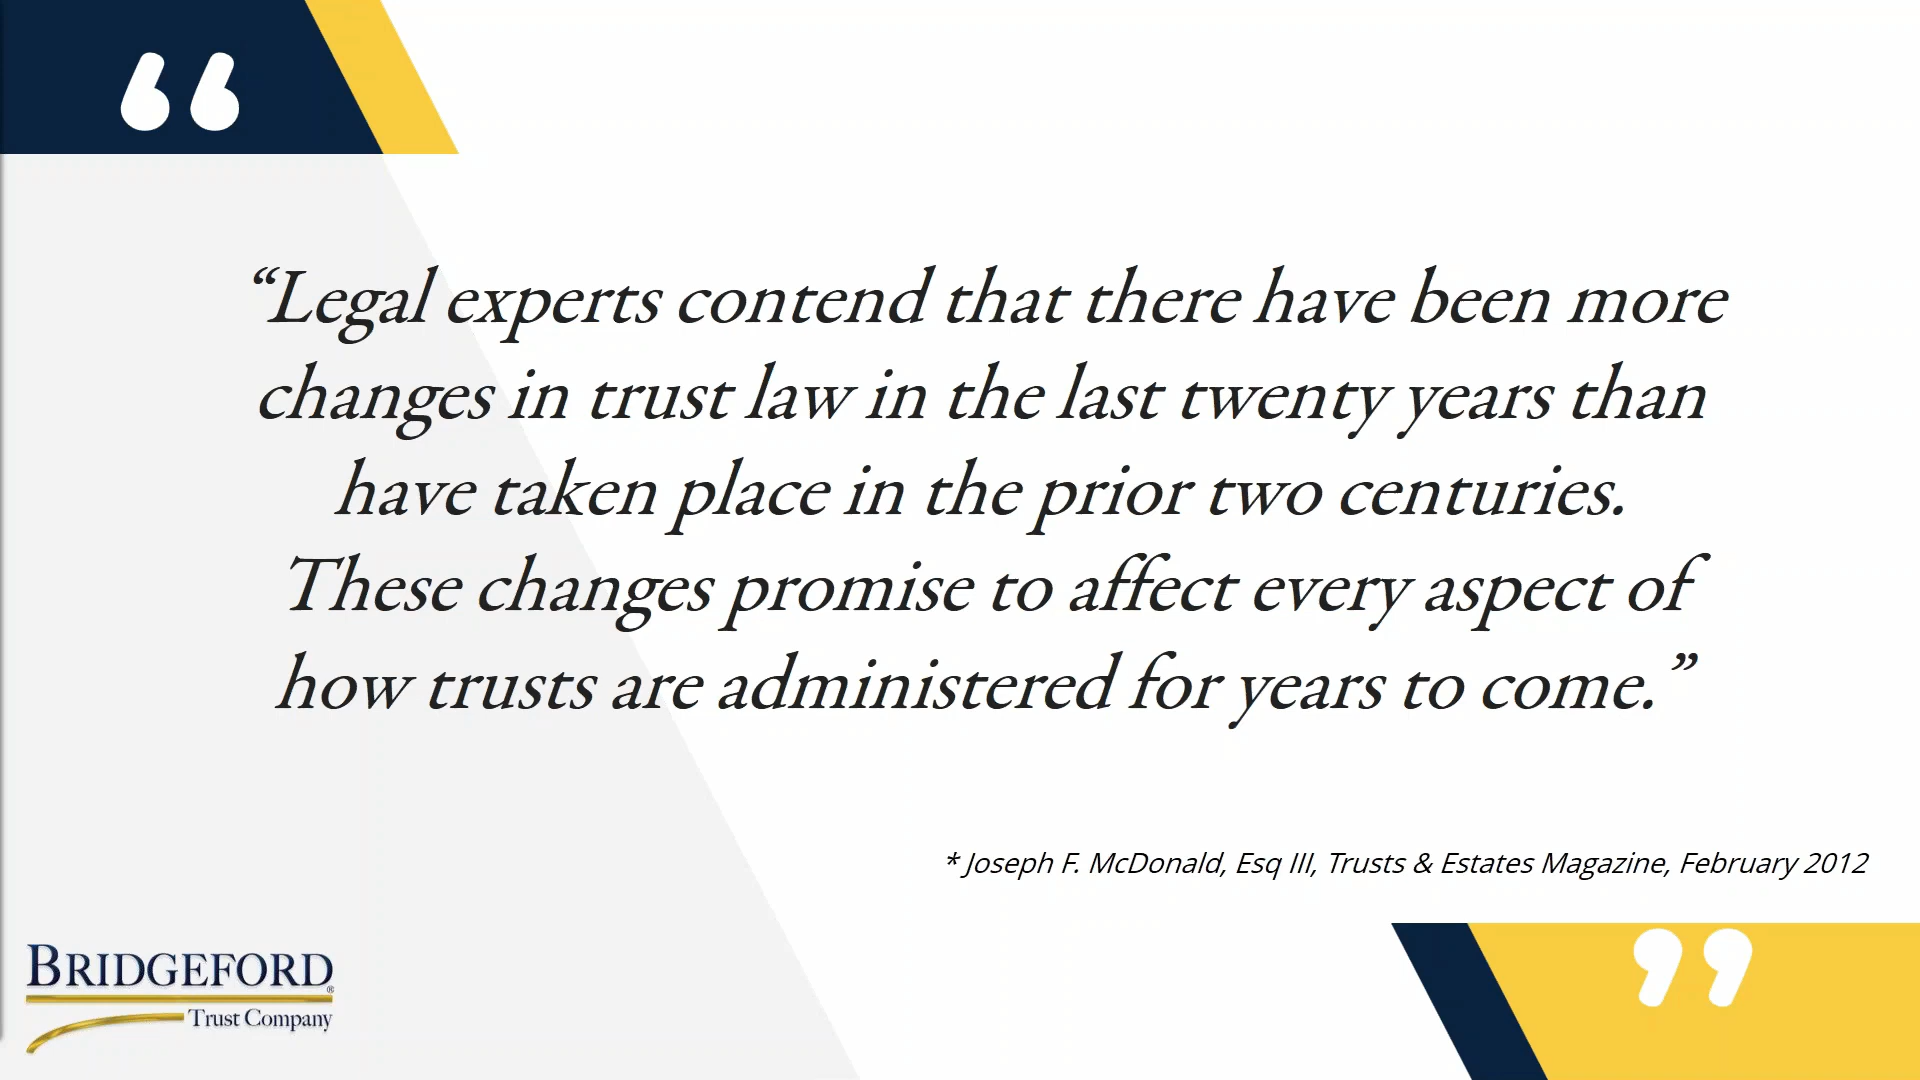 “Legal experts contend that there have been more
changes in trust law in the last twenty years than
have taken place in the prior two centuries.
These changes promise to affect every aspect of
how trusts are administered for years to come.”
* Joseph F. McDonald, Esq III, Trusts & Estates Magazine, February 2012
BRIDGEFORD®
Trust Company